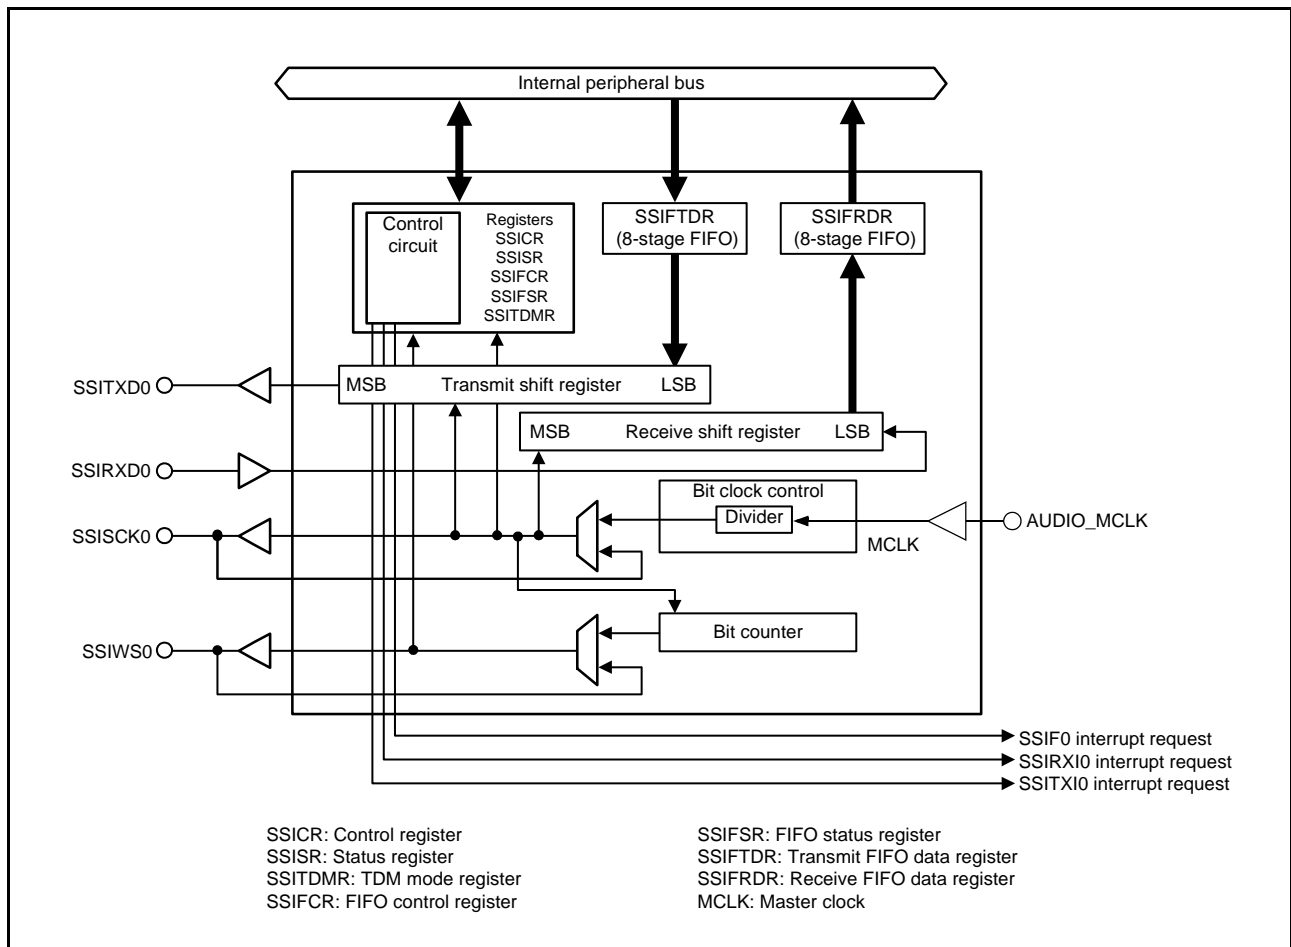 Internal peripheral bus
Control
circuit
Registers
SSICR
SSISR
SSIFCR
SSIFSR
SSITDMR
SSIFTDR
(8-stage FIFO)
SSIFRDR
(8-stage FIFO)
SSITXD0
MSB Transmit shift register LSB
MSB Receive shift register LSB
SSIRXD0
Bit clock control
Divider
SSISCK0
MCLK
AUDIO_MCLK
Bit counter
SSIWS0
SSIF0 interrupt request
SSIRXI0 interrupt request
SSITXI0 interrupt request
SSICR: Control register
SSISR: Status register
SSITDMR: TDM mode register
SSIFCR: FIFO control register
SSIFSR: FIFO status register
SSIFTDR: Transmit FIFO data register
SSIFRDR: Receive FIFO data register
MCLK: Master clock